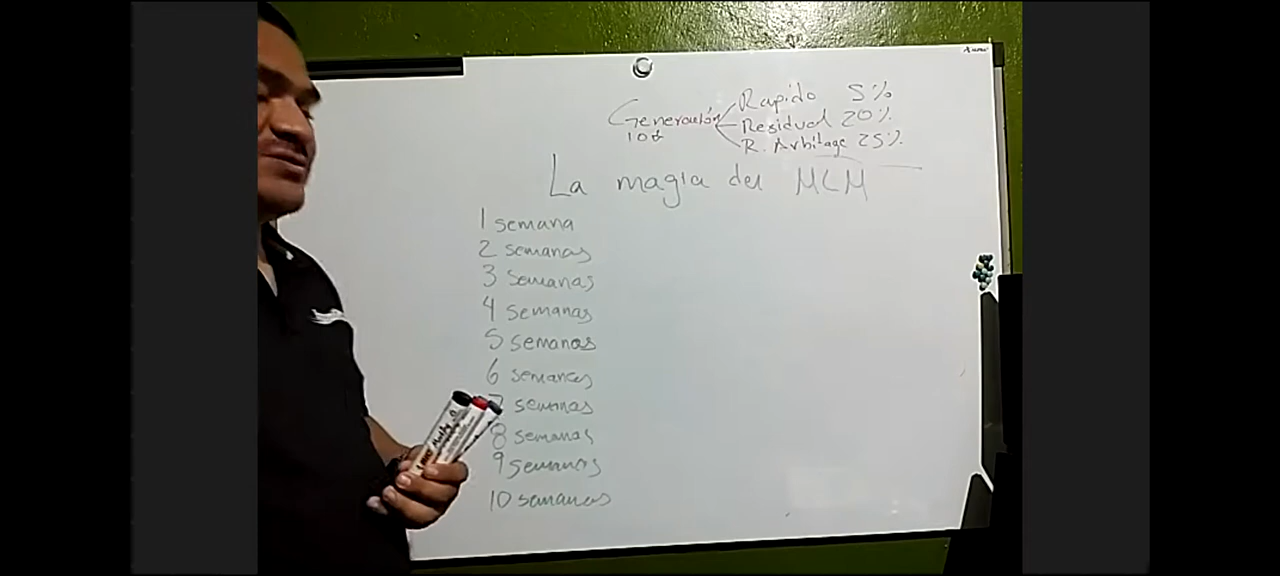 Rapido 5%
Generación Residual 20%
10$ R. Arbitage 25%
La magia del MLM
1 semana
2 semanas
3 semanas
4 semanas
5 semanas
6 semanas
7 semanas
8 semanas
9 semanas
10 semanas